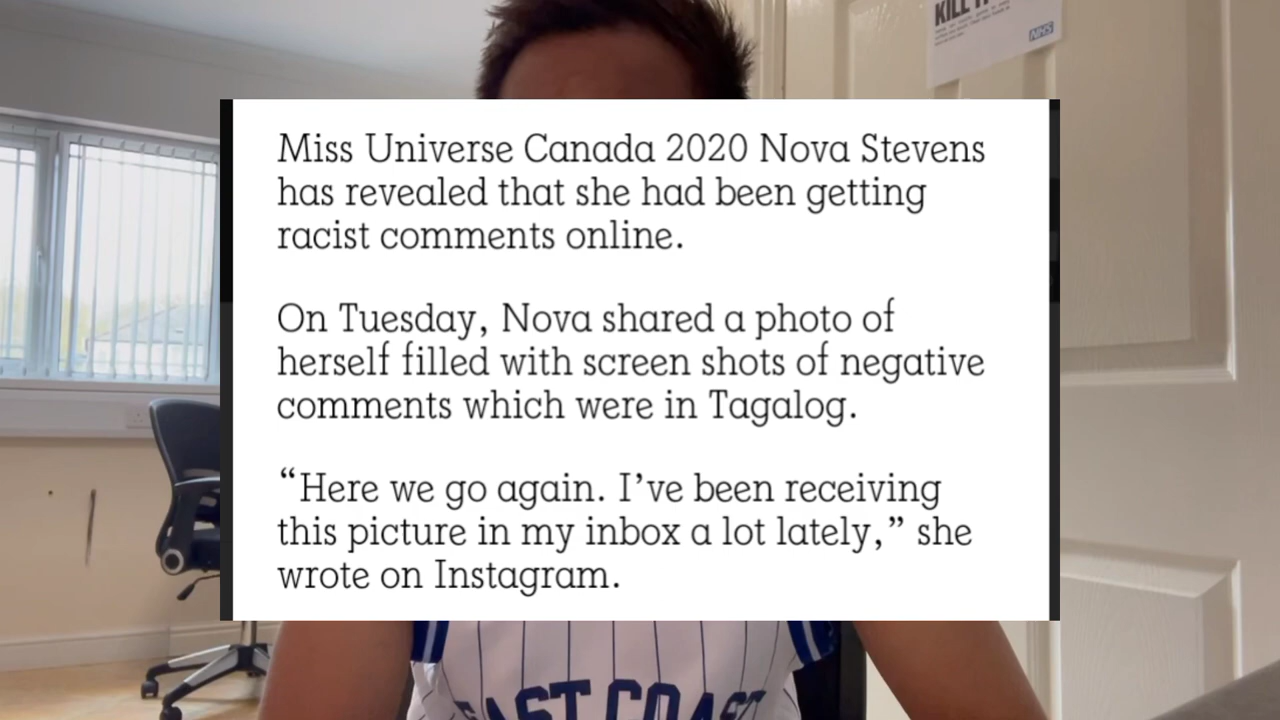 KILL
NHS
Miss Universe Canada 2020 Nova Stevens
has revealed that she had been getting
racist comments online.
On Tuesday, Nova shared a photo of
herself filled with screen shots of negative
comments which were in Tagalog.
“Here we go again. I’ve been receiving
this picture in my inbox a lot lately,” she
wrote on Instagram.
EAST COAST